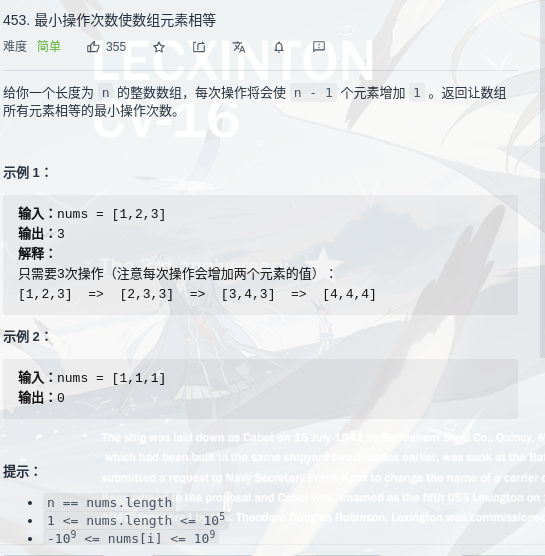 453. 最小操作次数使数组元素相等
难度 简单 355
LECXINTON
给你一个长度为 n 的整数数组，每次操作将会使 n - 1 个元素增加 1 。返回让数组
所有元素相等的最小操作次数。
CV-16
示例 1：
输入：nums = [1,2,3]
输出：3
解释：
只需要3次操作（注意每次操作会增加两个元素的值）：
[1,2,3]  =>  [2,3,3]  =>  [3,4,3]  =>  [4,4,4]
示例 2：
输入：nums = [1,1,1]
输出：0
The ship was laid down as Cabot on 15 July 1941 by Bethlehem Steel Co., Quincy, M
which had been built in the same shipyard two decades earlier, was sunk at the Ba
提示：
submitted a request to Navy Secretary Frank Knox to change the name of a carrier
to the proposal and Cabot was renamed as the fifth USS Lexington on
n == nums.length
1 <= nums.length <= 10^5
Theodore Douglas Robinson. Lexington was commissioned
-10^9 <= nums[i] <= 10^9